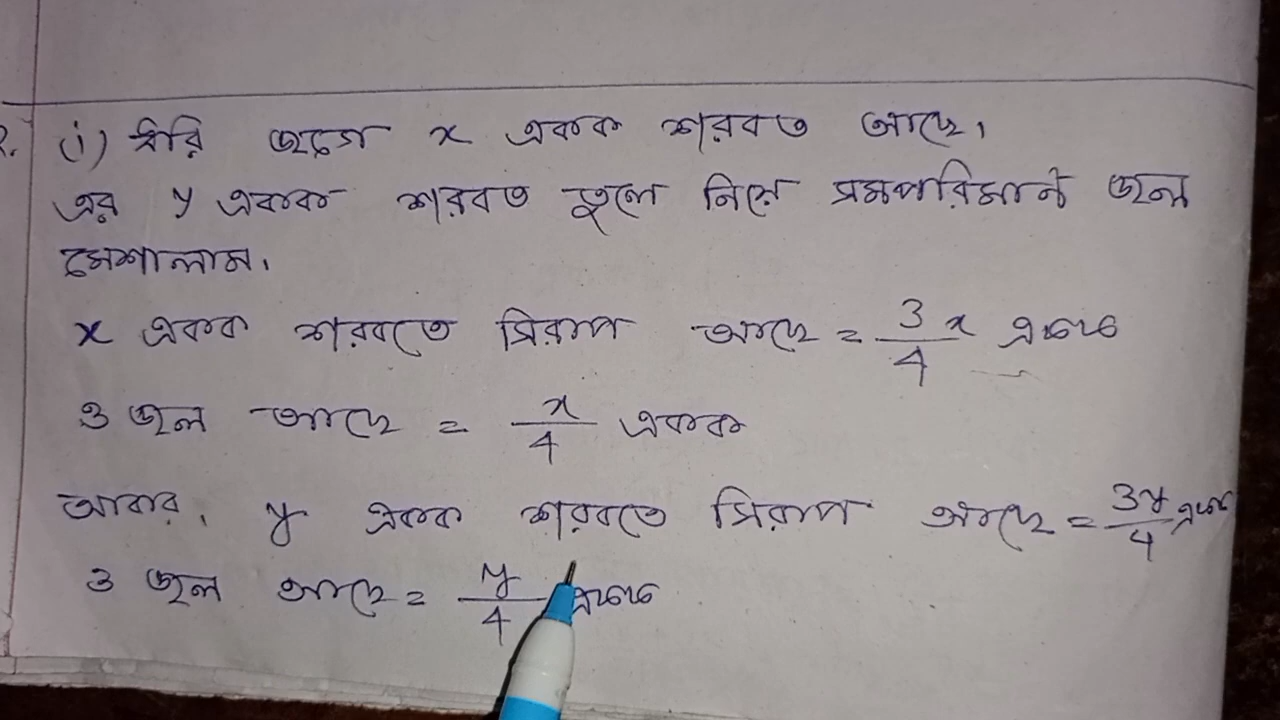 2. (i) ধরি জগে x একক শরবত আছে।
এর y একক শরবত তুলে নিয়ে সমপরিমানে জল
মেশালাম।
x একক শরবতে সিরাপ আছে = 3x/4 একক
ও জল আছে = x/4 একক
আবার, y একক শরবতে সিরাপ আছে = 3y/4 একক
ও জল আছে = y/4 একক